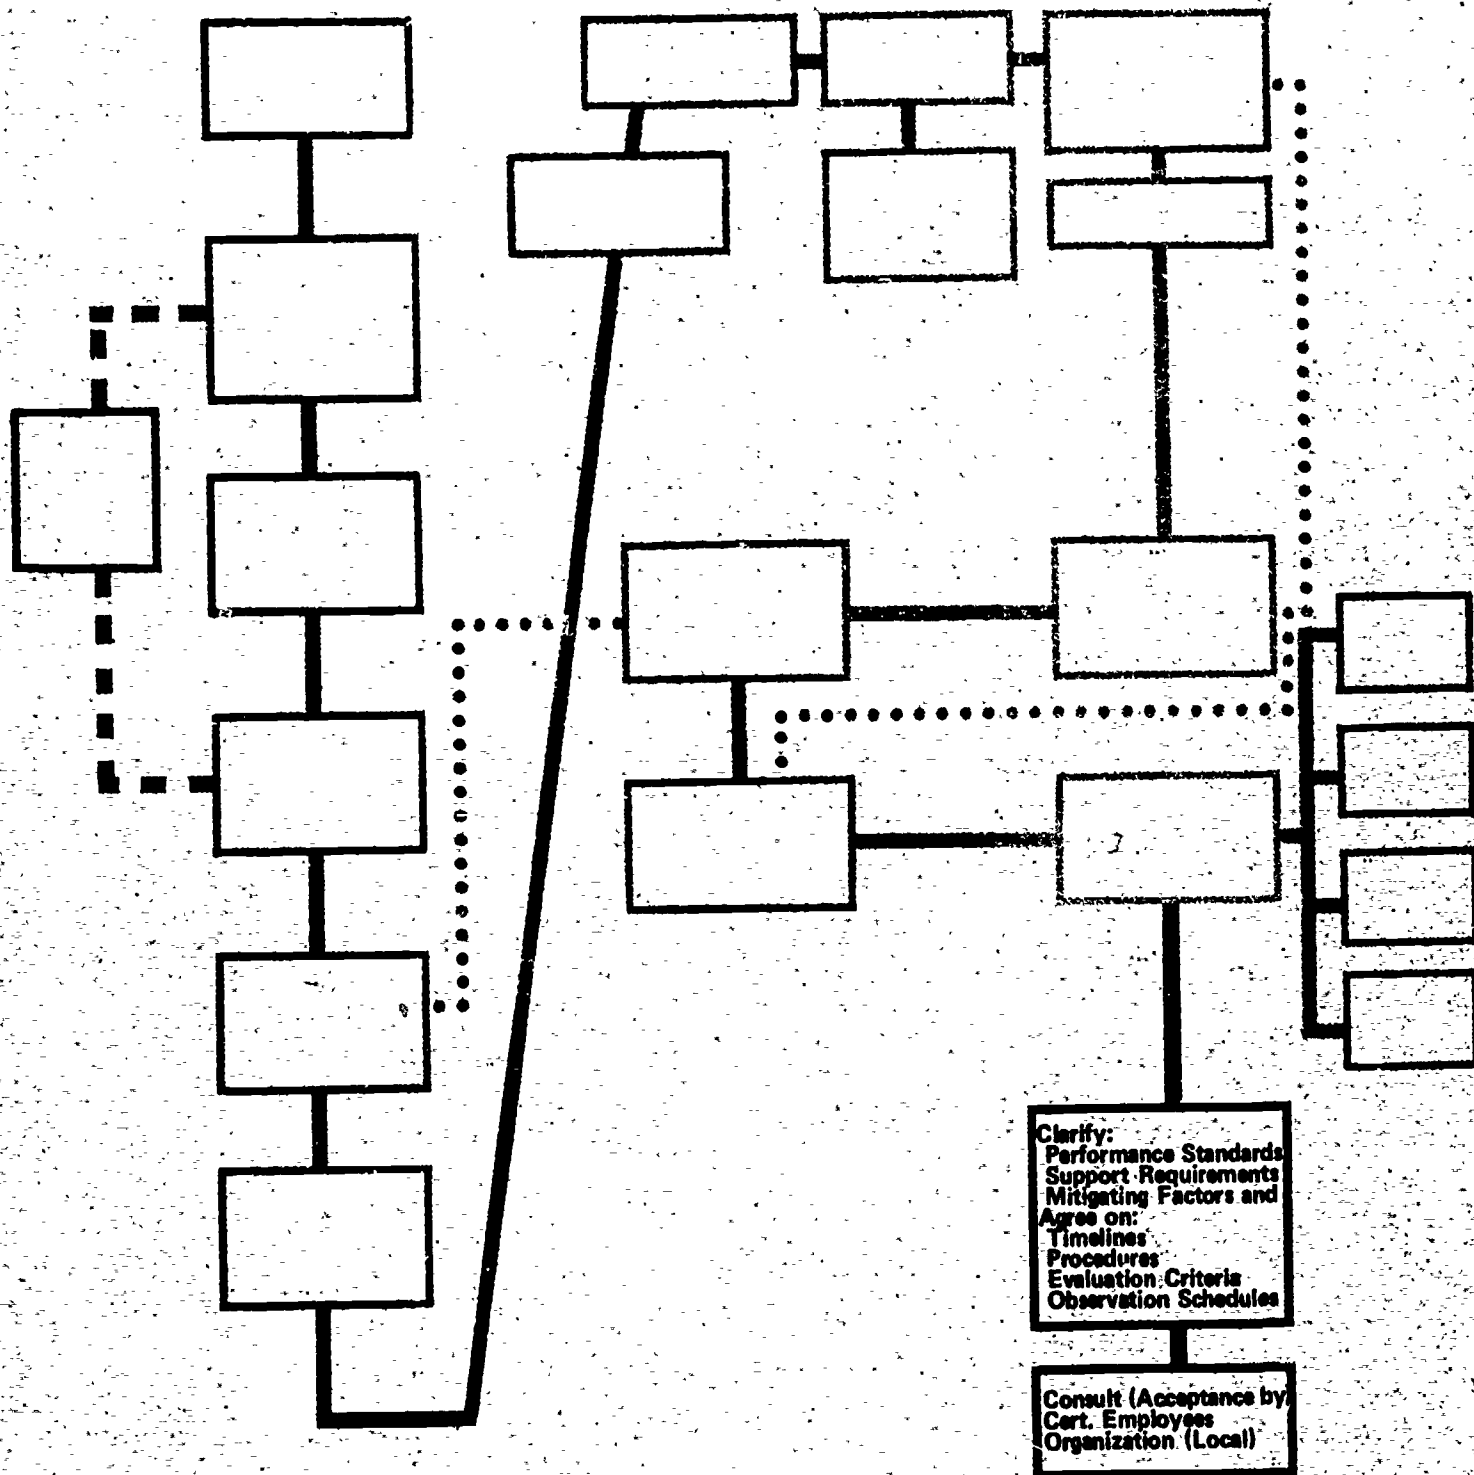 Clarify:
Performance Standards
Support Requirements
Mitigating Factors and
Agree on:
Timelines
Procedures
Evaluation Criteria
Observation Schedules
Consult (Acceptance by
Cert. Employees
Organization (Local)